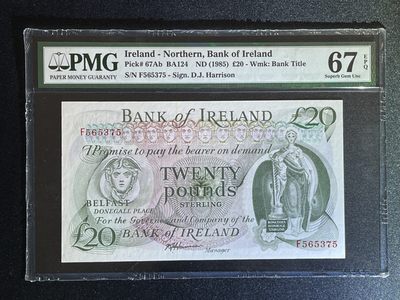 PMG
PAPER MONEY GUARANTY
Ireland - Northern, Bank of Ireland
Pick# 67Ab BA124 ND (1985) £20 - Wmk: Bank Title
S/N F565375 - Sign. D.J. Harrison
67 EPQ
Superb Gem Unc
BANK OF IRELAND
£20
F565375
I Promise to pay the bearer on demand
TWENTY
pounds
STERLING
BELFAST
DONEGALL PLACE
For the Governor and Company of the
£20
BANK OF IRELAND
Manager
F565375